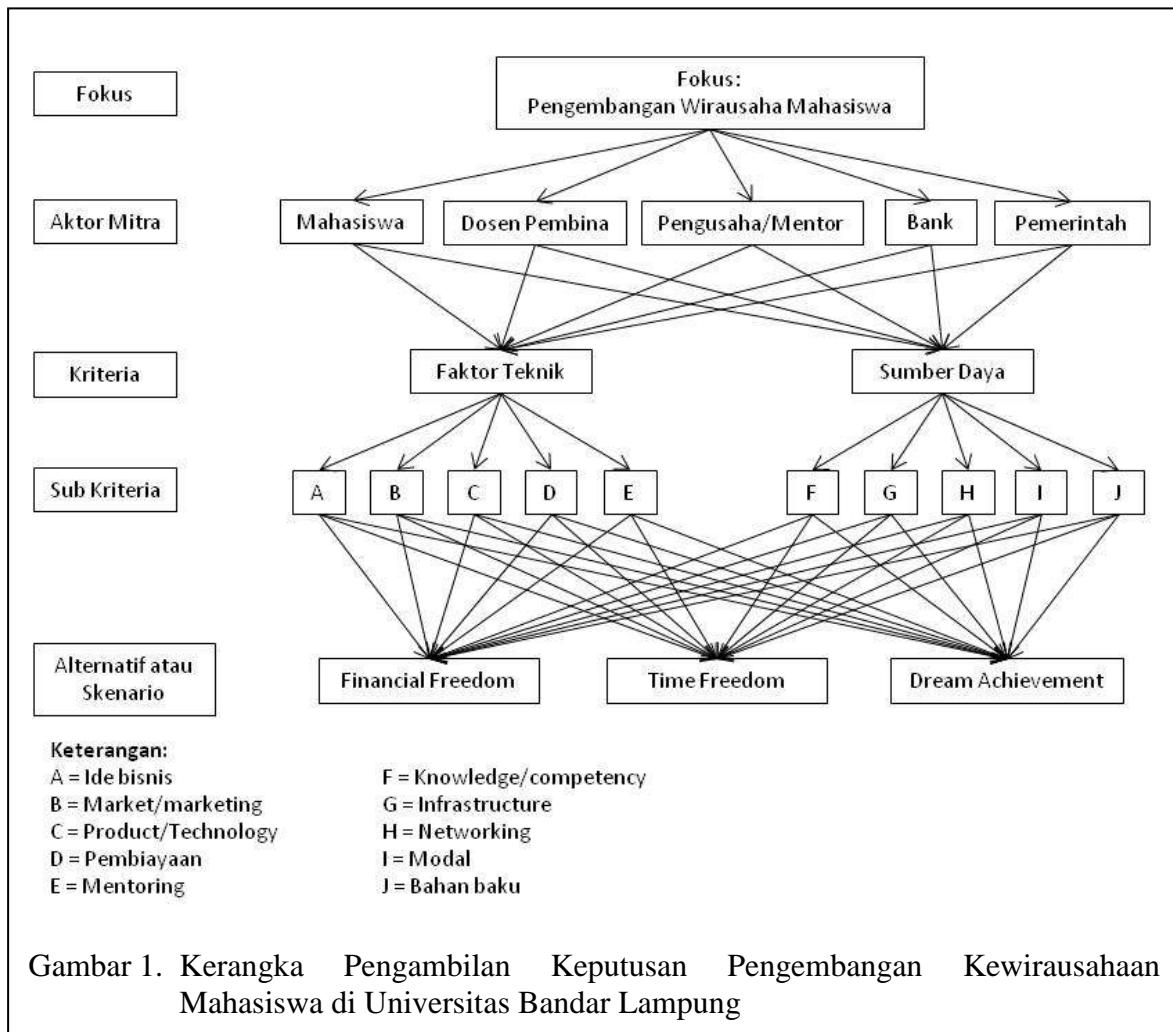 Fokus
Fokus:
Pengembangan Wirausaha Mahasiswa
Aktor Mitra
Mahasiswa
Dosen Pembina
Pengusaha/Mentor
Bank
Pemerintah
Kriteria
Faktor Teknik
Sumber Daya
Sub Kriteria
A
B
C
D
E
F
G
H
I
J
Alternatif atau
Skenario
Financial Freedom
Time Freedom
Dream Achievement
Keterangan:
A = Ide bisnis
B = Market/marketing
C = Product/Technology
D = Pembiayaan
E = Mentoring
F = Knowledge/competency
G = Infrastructure
H = Networking
I = Modal
J = Bahan baku
Gambar 1. Kerangka Pengambilan Keputusan Pengembangan Kewirausahaan
Mahasiswa di Universitas Bandar Lampung